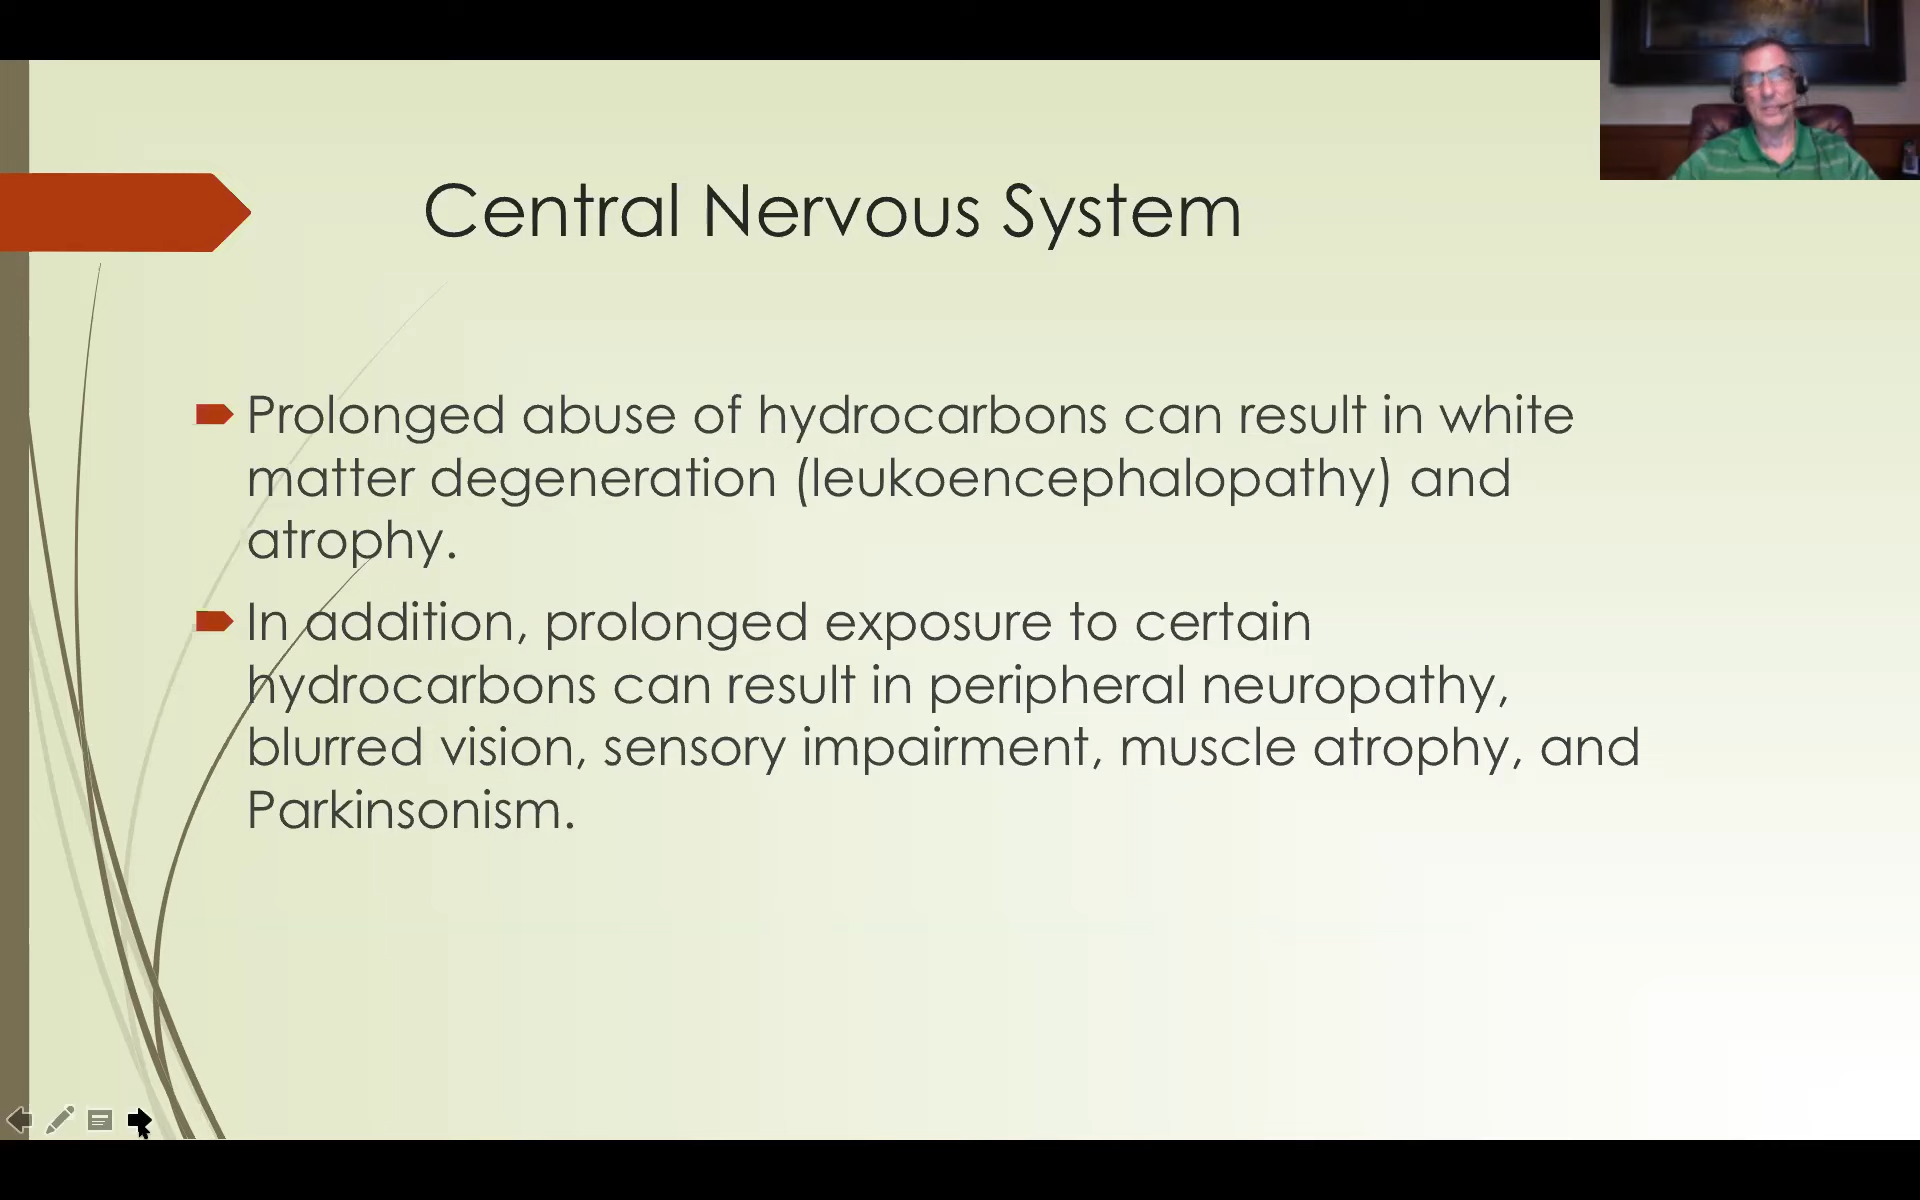 Central Nervous System
Prolonged abuse of hydrocarbons can result in white
matter degeneration (leukoencephalopathy) and
atrophy.
In addition, prolonged exposure to certain
hydrocarbons can result in peripheral neuropathy,
blurred vision, sensory impairment, muscle atrophy, and
Parkinsonism.